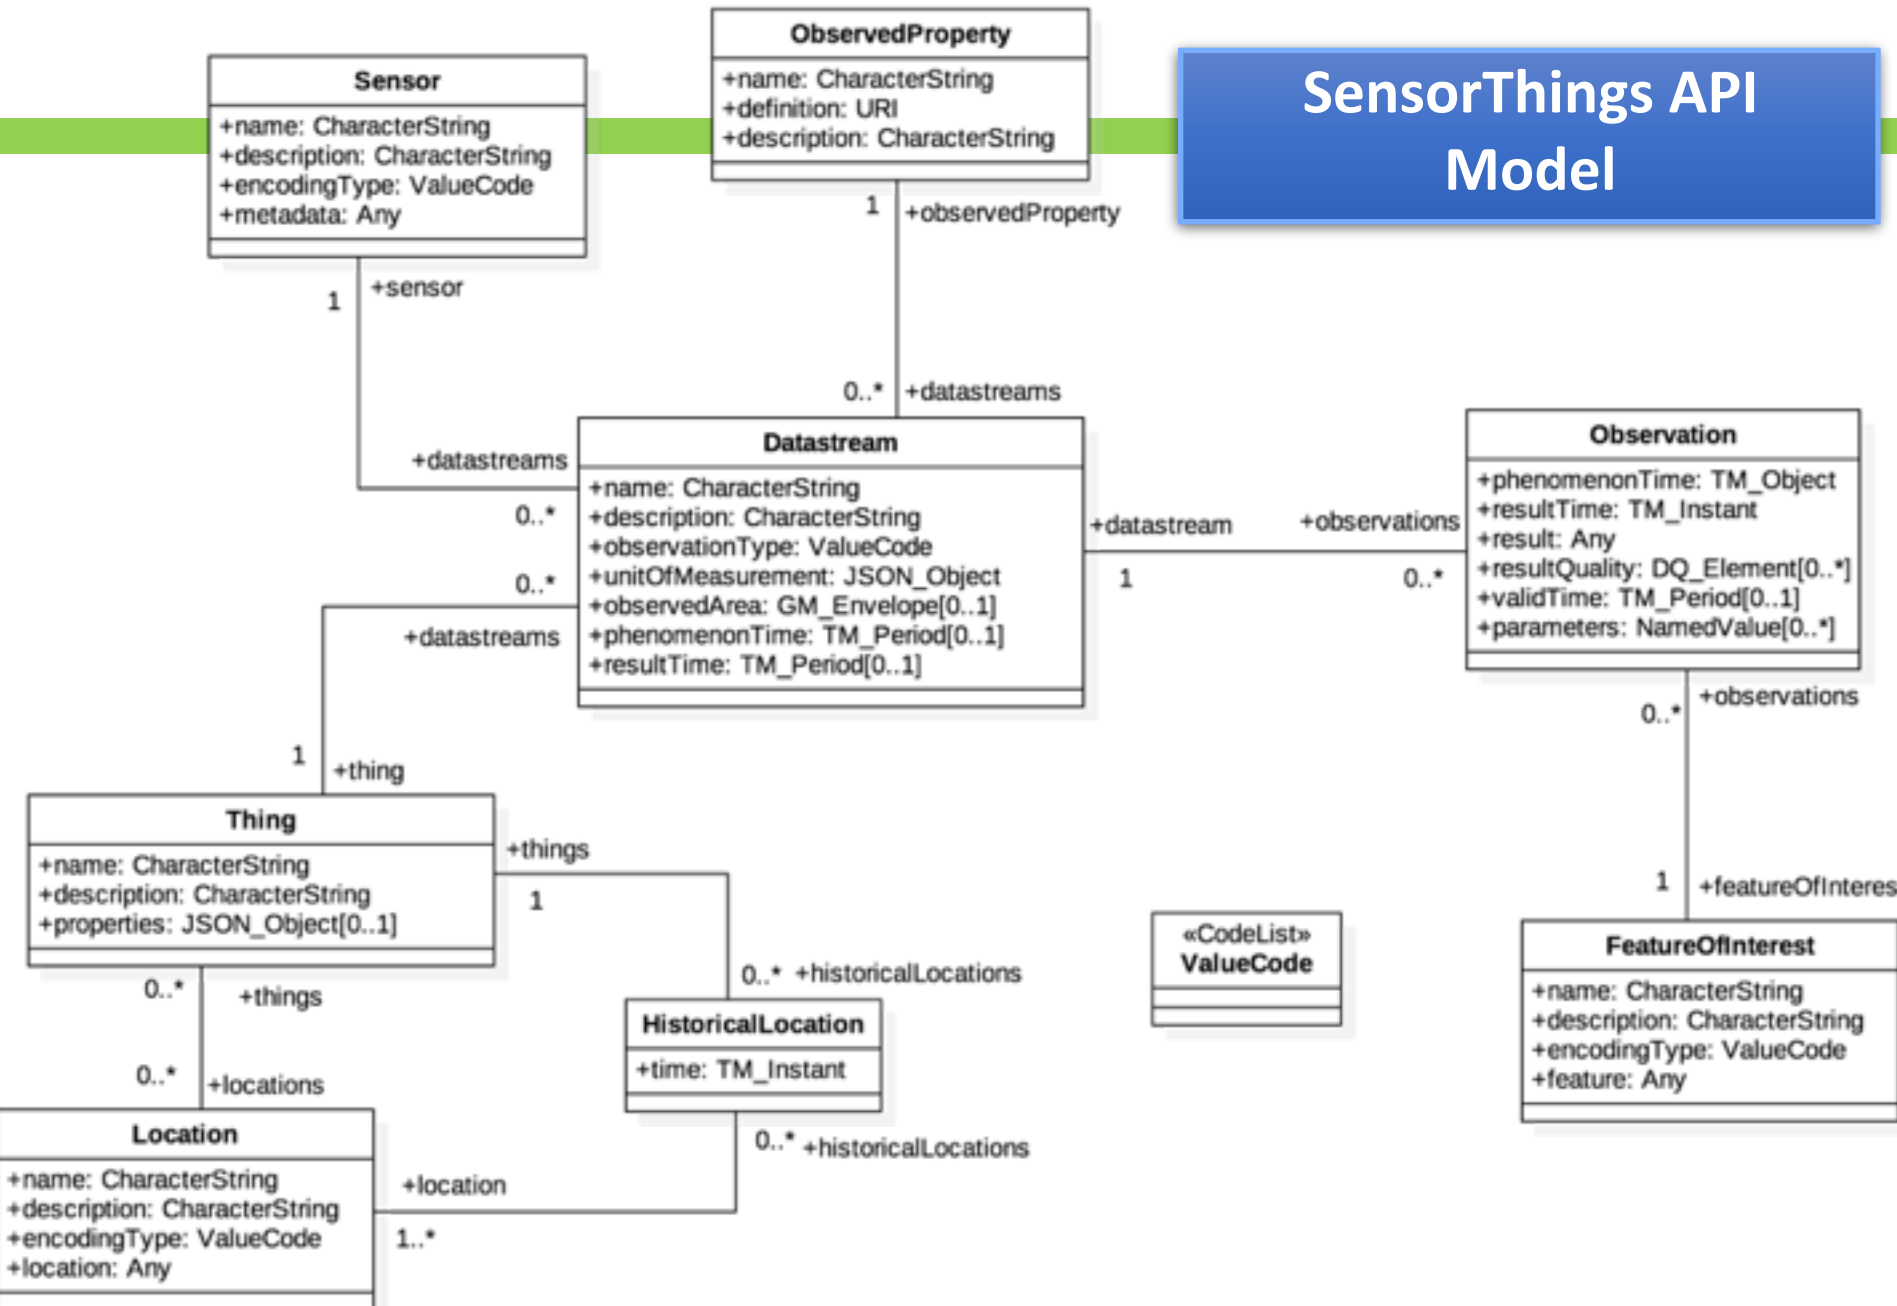 SensorThings API
Model
ObservedProperty
+name: CharacterString
+definition: URI
+description: CharacterString
Sensor
+name: CharacterString
+description: CharacterString
+encodingType: ValueCode
+metadata: Any
1
+observedProperty
1
+sensor
0..*
+datastreams
Datastream
+name: CharacterString
+description: CharacterString
+observationType: ValueCode
+unitOfMeasurement: JSON_Object
+observedArea: GM_Envelope[0..1]
+phenomenonTime: TM_Period[0..1]
+resultTime: TM_Period[0..1]
+datastreams
0..*
0..*
+datastreams
+datastream
1
+observations
0..*
Observation
+phenomenonTime: TM_Object
+resultTime: TM_Instant
+result: Any
+resultQuality: DQ_Element[0..*]
+validTime: TM_Period[0..1]
+parameters: NamedValue[0..*]
+observations
0..*
1
+thing
Thing
+name: CharacterString
+description: CharacterString
+properties: JSON_Object[0..1]
+things
1
0..* +historicalLocations
HistoricalLocation
+time: TM_Instant
0..* +historicalLocations
0..*
+things
0..*
+locations
Location
+name: CharacterString
+description: CharacterString
+encodingType: ValueCode
+location: Any
+location
1..*
«CodeList»
ValueCode
1
+featureOfInteres
FeatureOfInterest
+name: CharacterString
+description: CharacterString
+encodingType: ValueCode
+feature: Any